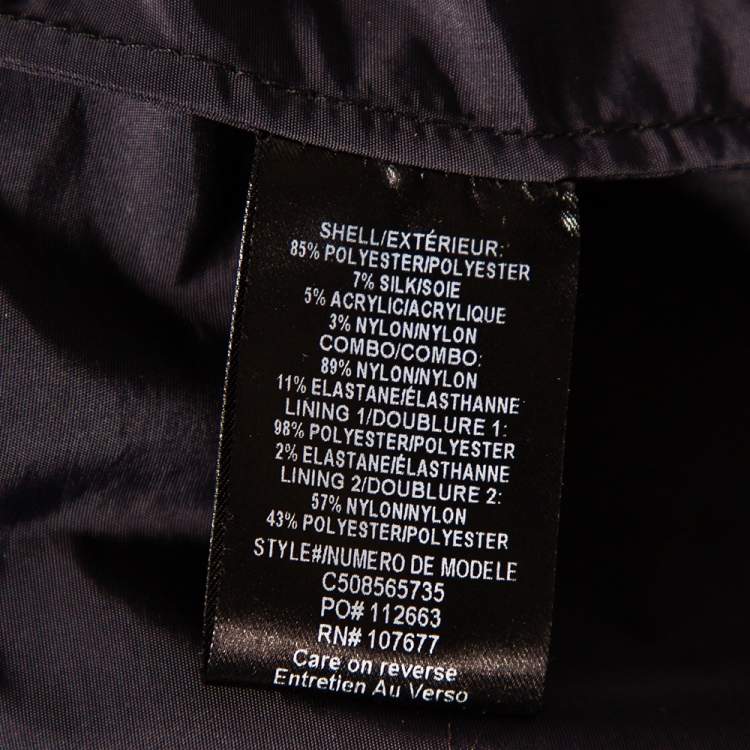 SHELL/EXTÉRIEUR:
85% POLYESTER/POLYESTER
7% SILK/SOIE
5% ACRYLIC/ACRYLIQUE
3% NYLON/NYLON
COMBO/COMBO:
89% NYLON/NYLON
11% ELASTANE/ÉLASTHANNE
LINING 1/DOUBLURE 1:
98% POLYESTER/POLYESTER
2% ELASTANE/ÉLASTHANNE
LINING 2/DOUBLURE 2:
57% NYLON/NYLON
43% POLYESTER/POLYESTER
STYLE#/NUMERO DE MODELE
C508565735
PO# 112663
RN# 107677
Care on reverse
Entretien Au Verso